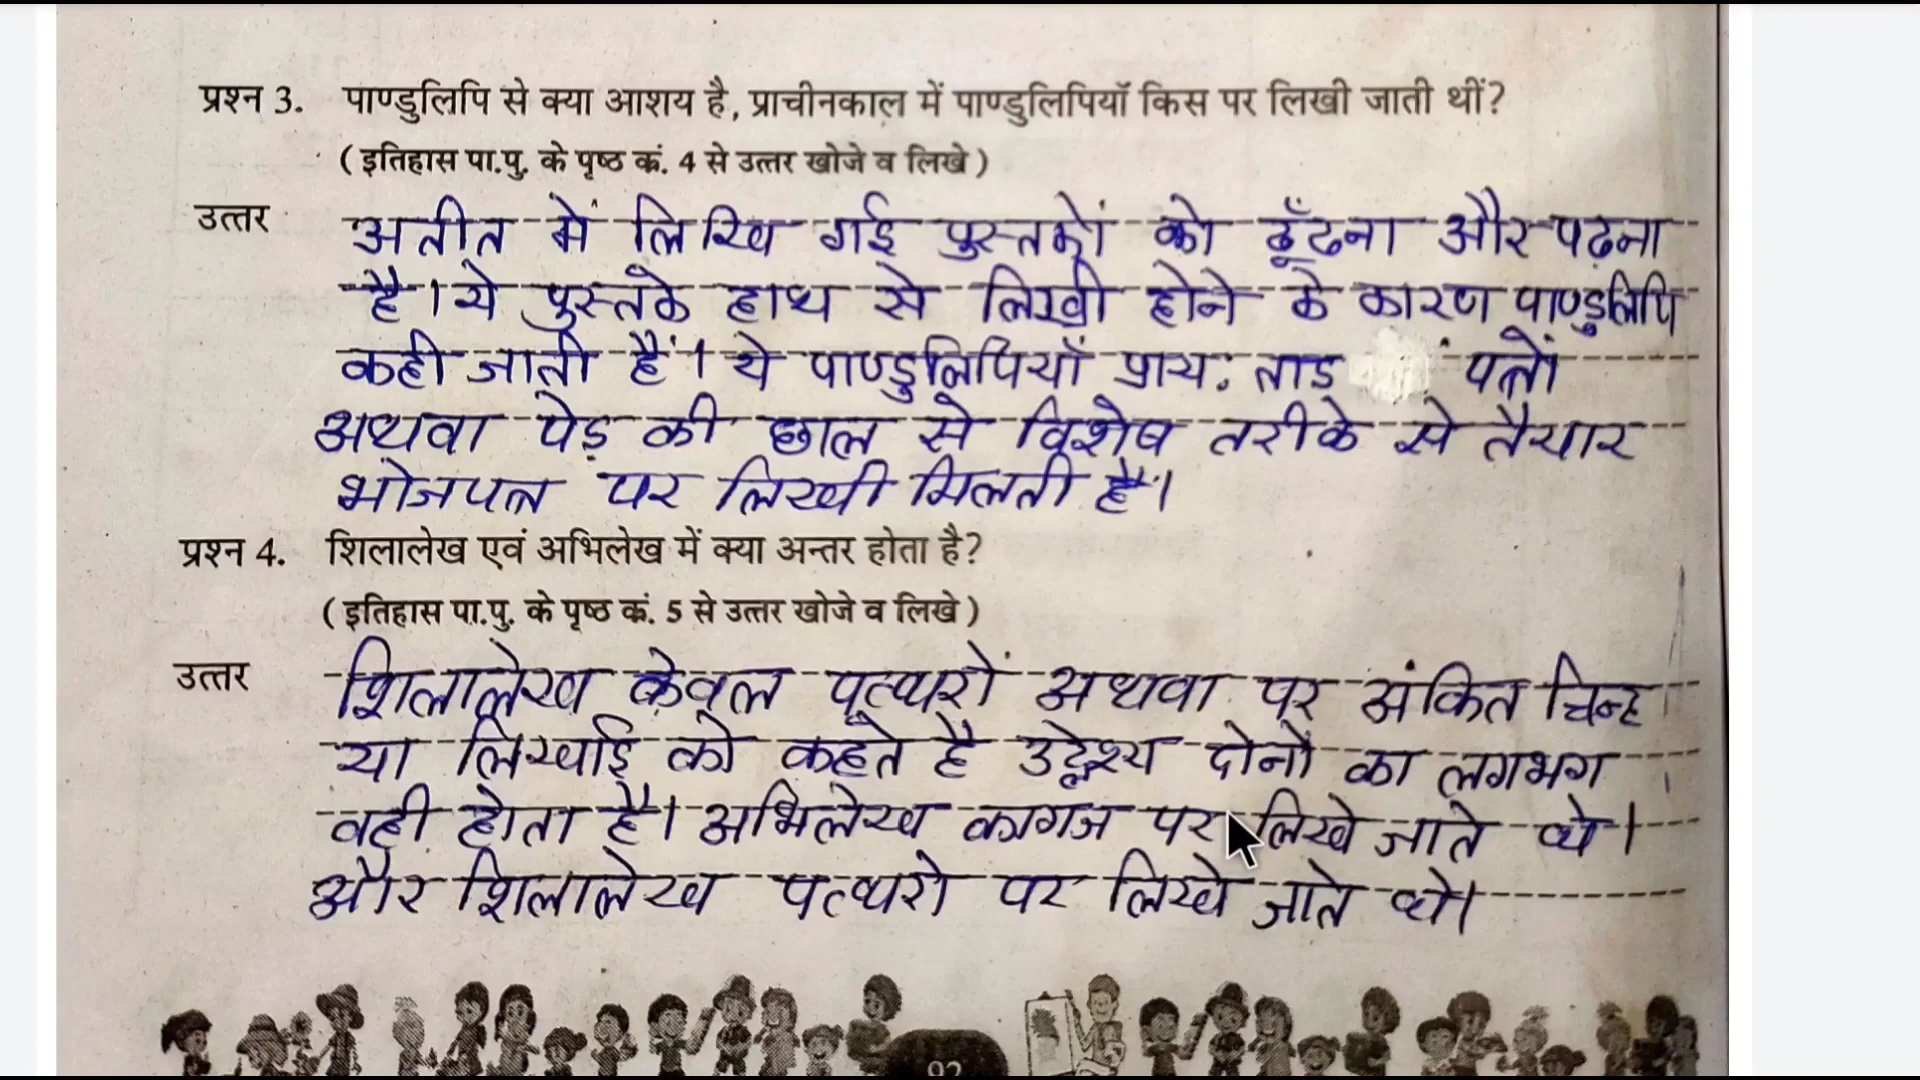 प्रश्न 3. पाण्डुलिपि से क्या आशय है, प्राचीनकाल में पाण्डुलिपियॉ किस पर लिखी जाती थीं?
( इतिहास पा.पु. के पृष्ठ कं. 4 से उत्तर खोजे व लिखे )
उत्तर अतीत में लिखि गई पुस्तकों को ढूँढना और पढ़ना
है। ये पुस्तके हाथ से लिखी होने के कारण पाण्डुलिपि
कही जाती हैं। ये पाण्डुलिपियाँ प्राय: ताड़ पत्तों
अथवा पेड़ की छाल से विशेष तरीके से तैयार
भोजपत्र पर लिखी मिलती हैं।
प्रश्न 4. शिलालेख एवं अभिलेख में क्या अन्तर होता है?
( इतिहास पा.पु. के पृष्ठ कं. 5 से उत्तर खोजे व लिखे )
उत्तर शिलालेख केवल पत्थरों अथवा पर अंकित चिन्ह
या लिखाई को कहते है उद्देश्य दोनों का लगभग
वही होता है। अभिलेख कागज पर लिखे जाते थे।
और शिलालेख पत्थरो पर लिखे जाते थे।
92